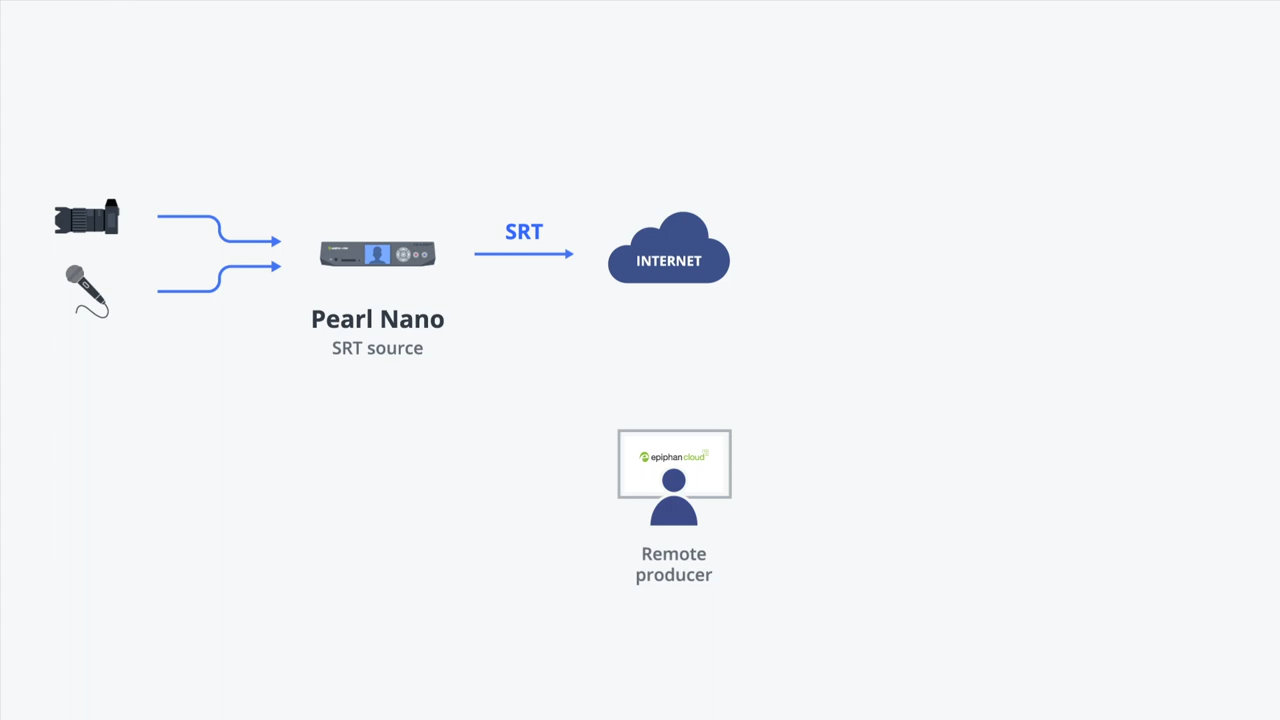 SRT
INTERNET
Pearl Nano
SRT source
epiphan cloud
Remote
producer